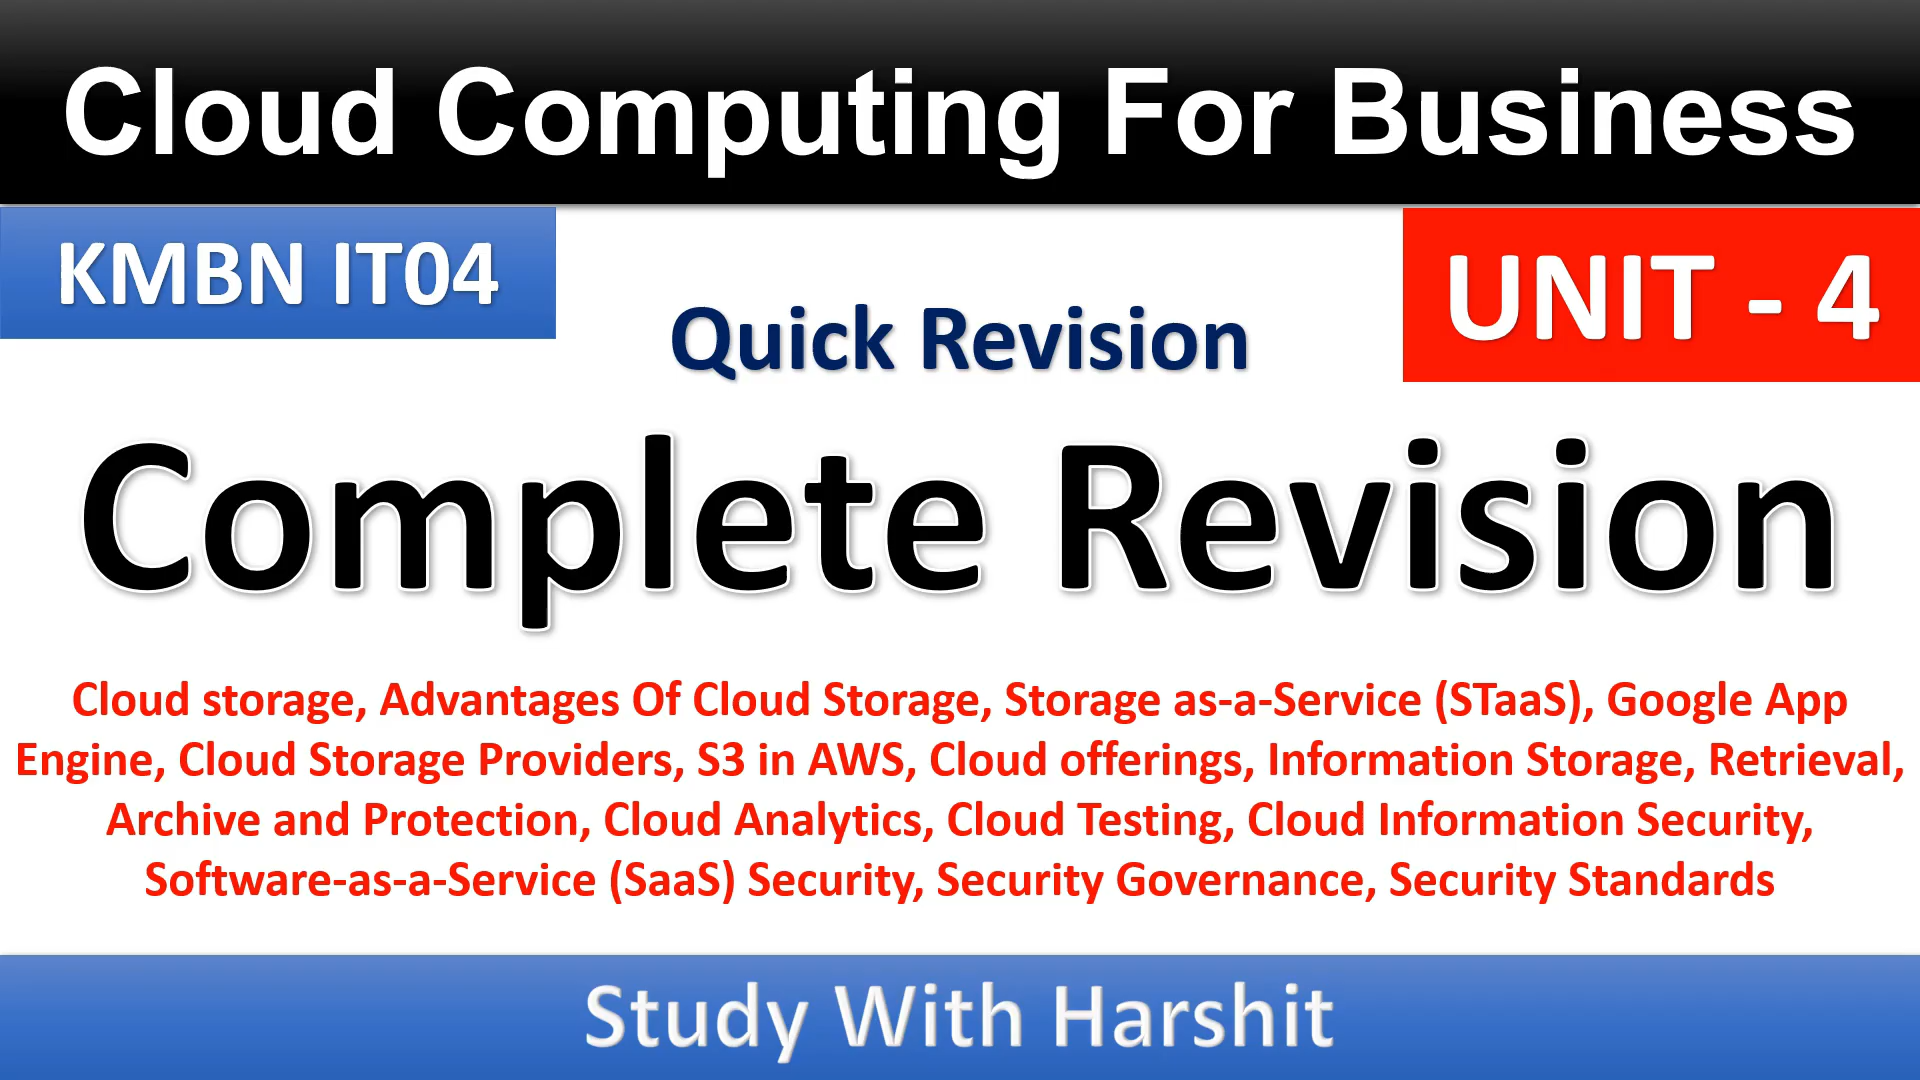 Cloud Computing For Business
KMBN IT04
UNIT - 4
Quick Revision
Complete Revision
Cloud storage, Advantages Of Cloud Storage, Storage as-a-Service (STaaS), Google App
Engine, Cloud Storage Providers, S3 in AWS, Cloud offerings, Information Storage, Retrieval,
Archive and Protection, Cloud Analytics, Cloud Testing, Cloud Information Security,
Software-as-a-Service (SaaS) Security, Security Governance, Security Standards
Study With Harshit